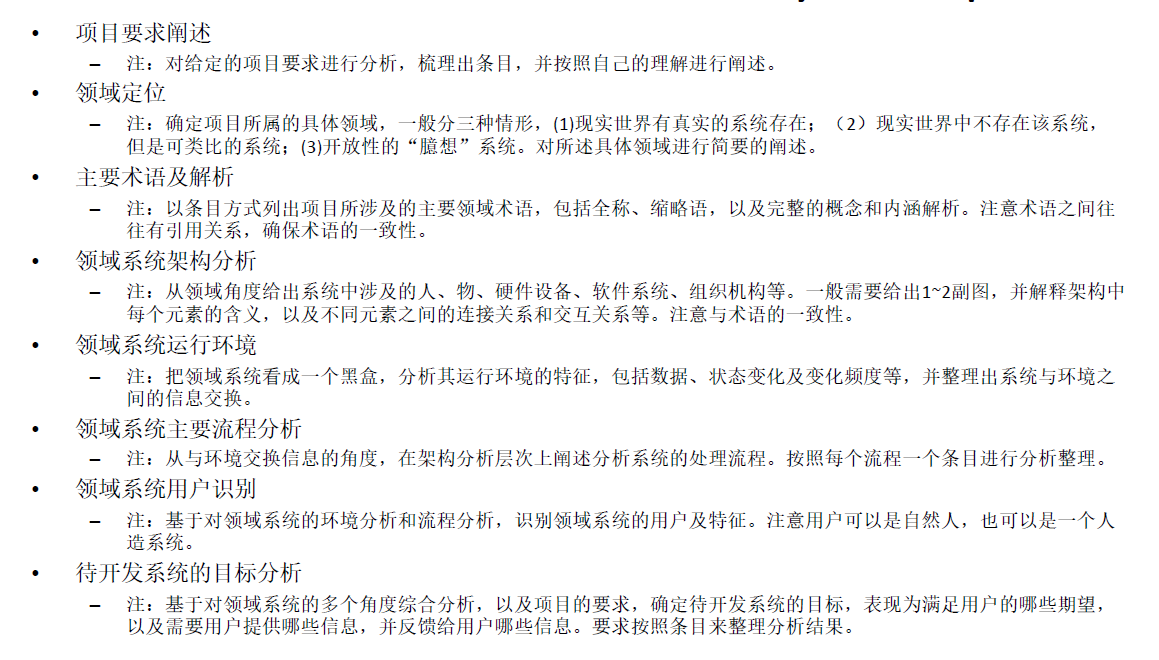 • 项目要求阐述
– 注：对给定的项目要求进行分析，梳理出条目，并按照自己的理解进行阐述。
• 领域定位
– 注：确定项目所属的具体领域，一般分三种情形，(1)现实世界有真实的系统存在；（2）现实世界中不存在该系统，
但是可类比的系统；(3)开放性的“臆想”系统。对所述具体领域进行简要的阐述。
• 主要术语及解析
– 注：以条目方式列出项目所涉及的主要领域术语，包括全称、缩略语，以及完整的概念和内涵解析。注意术语之间往
往有引用关系，确保术语的一致性。
• 领域系统架构分析
– 注：从领域角度给出系统中涉及的人、物、硬件设备、软件系统、组织机构等。一般需要给出1~2副图，并解释架构中
每个元素的含义，以及不同元素之间的连接关系和交互关系等。注意与术语的一致性。
• 领域系统运行环境
– 注：把领域系统看成一个黑盒，分析其运行环境的特征，包括数据、状态变化及变化频度等，并整理出系统与环境之
间的信息交换。
• 领域系统主要流程分析
– 注：从与环境交换信息的角度，在架构分析层次上阐述分析系统的处理流程。按照每个流程一个条目进行分析整理。
• 领域系统用户识别
– 注：基于对领域系统的环境分析和流程分析，识别领域系统的用户及特征。注意用户可以是自然人，也可以是一个人
造系统。
• 待开发系统的目标分析
– 注：基于对领域系统的多个角度综合分析，以及项目的要求，确定待开发系统的目标，表现为满足用户的哪些期望，
以及需要用户提供哪些信息，并反馈给用户哪些信息。要求按照条目来整理分析结果。